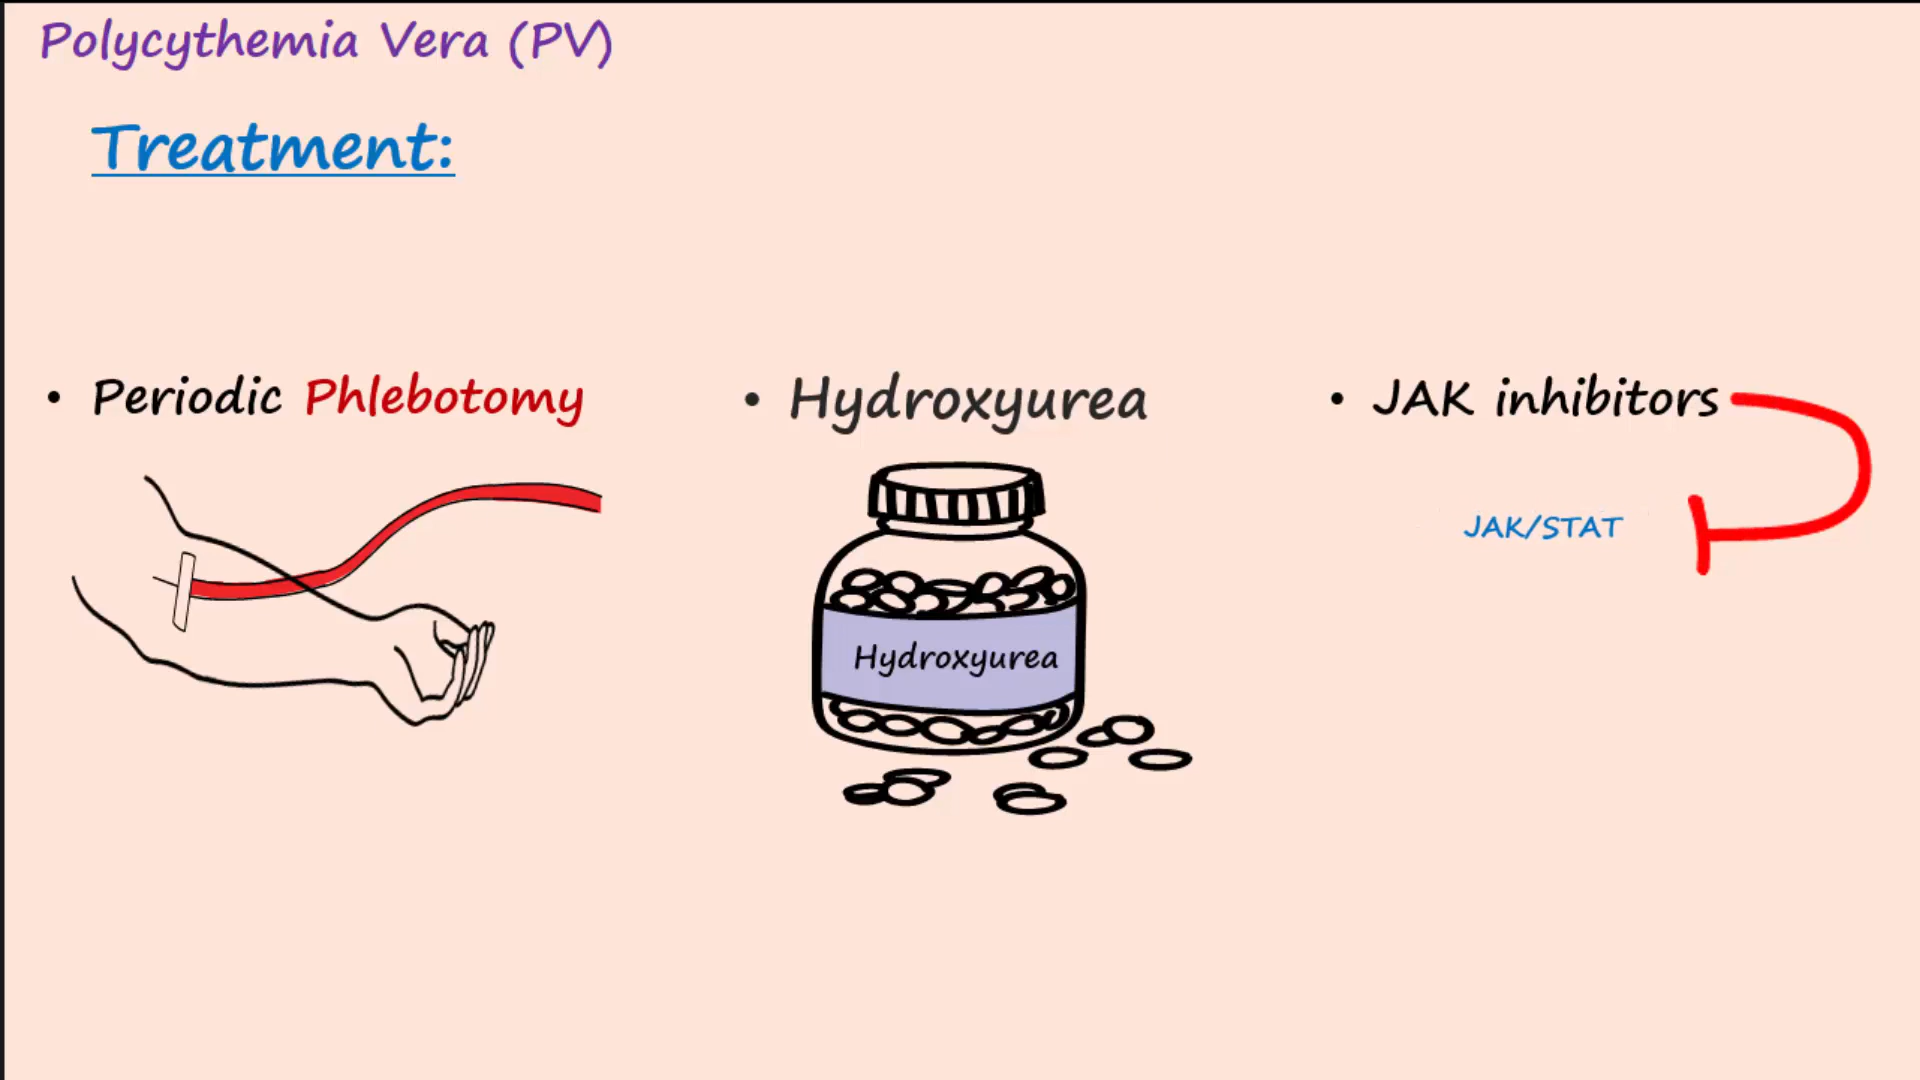 Polycythemia Vera (PV)
Treatment:
• Periodic Phlebotomy
• Hydroxyurea
Hydroxyurea
• JAK inhibitors
JAK/STAT